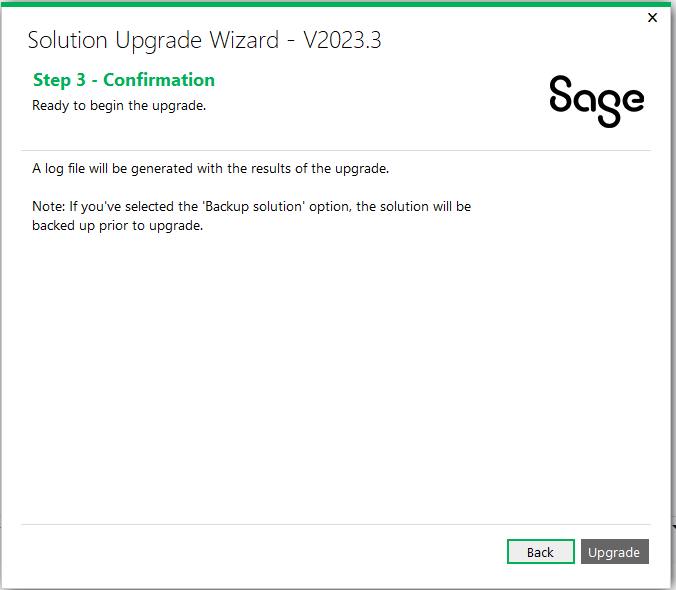 Solution Upgrade Wizard - V2023.3
Step 3 - Confirmation
Ready to begin the upgrade.
Sage
A log file will be generated with the results of the upgrade.
Note: If you've selected the 'Backup solution' option, the solution will be
backed up prior to upgrade.
Back
Upgrade